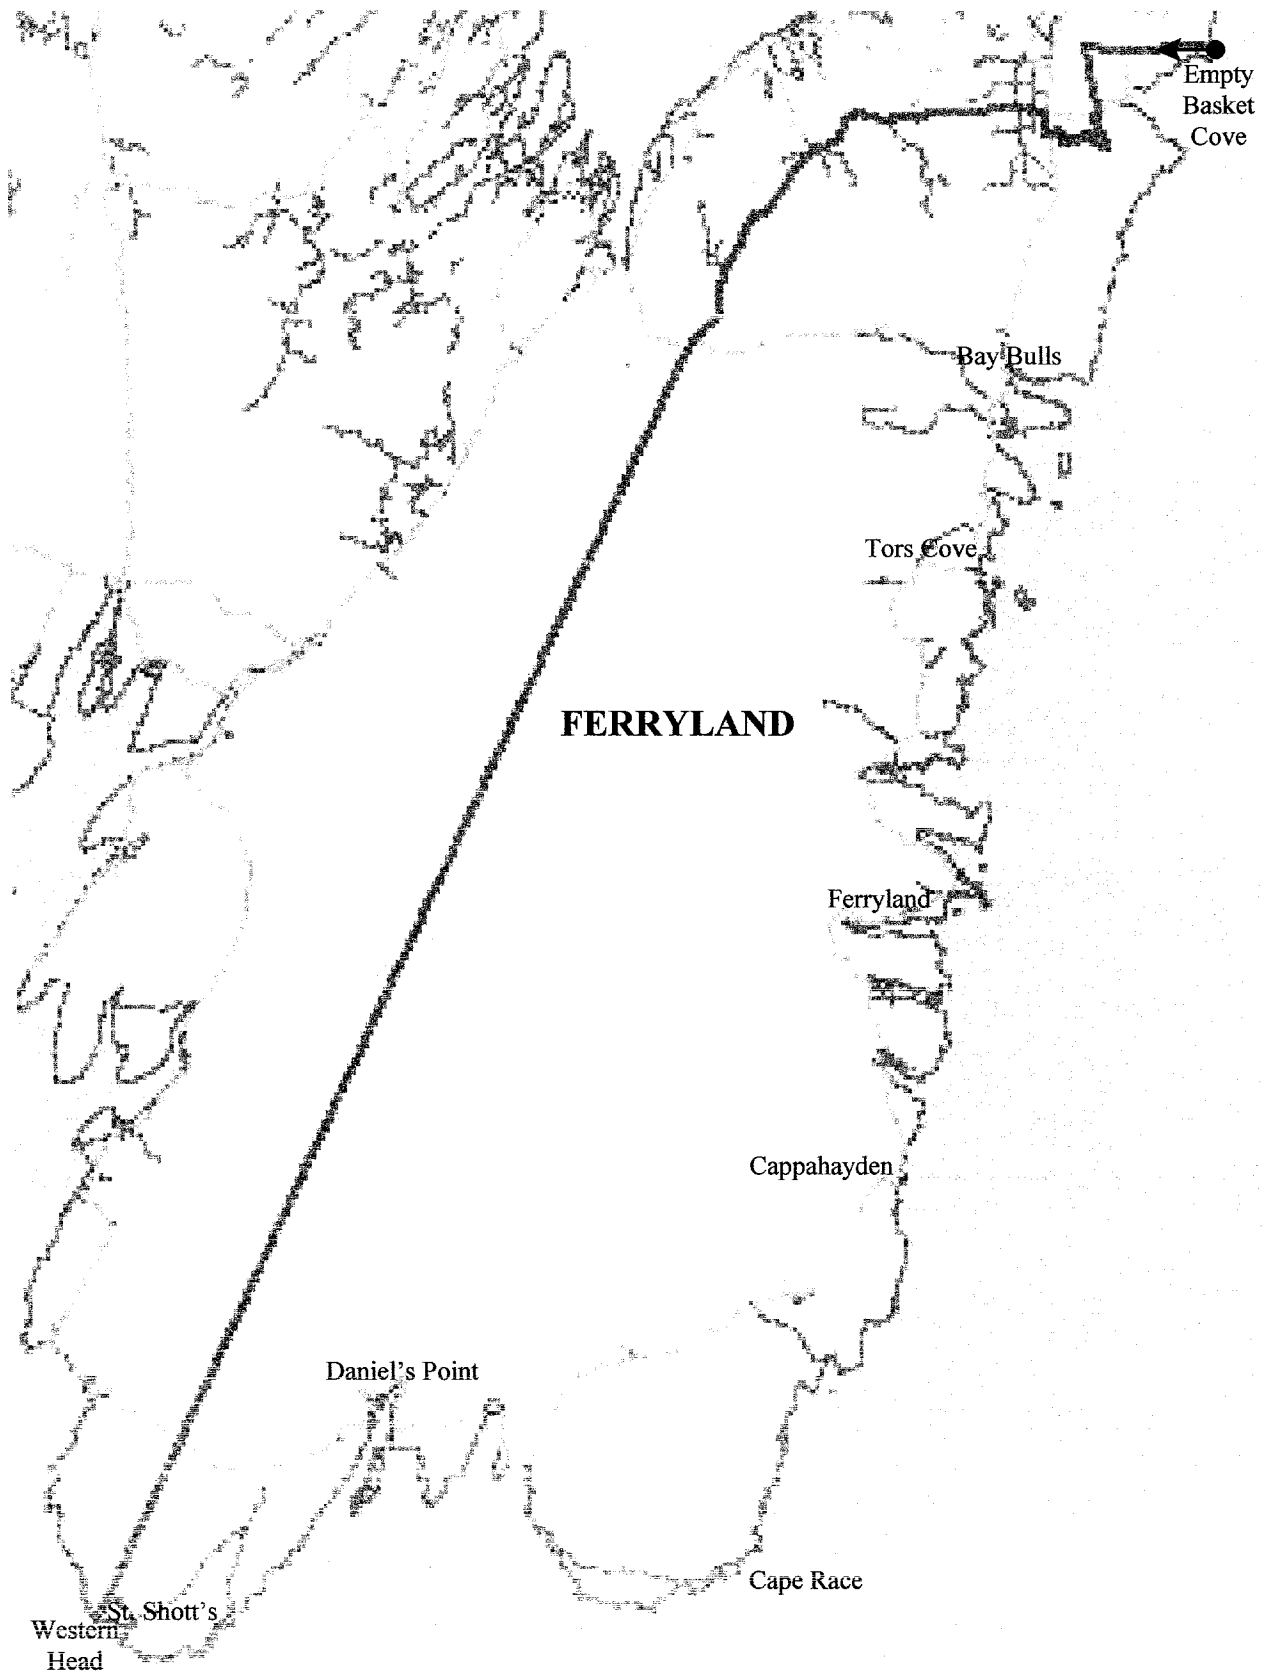 Empty
Basket
Cove
Bay Bulls
Tors Cove
FERRYLAND
Ferryland
Cappahayden
Daniel's Point
Cape Race
St. Shott's
Western
Head